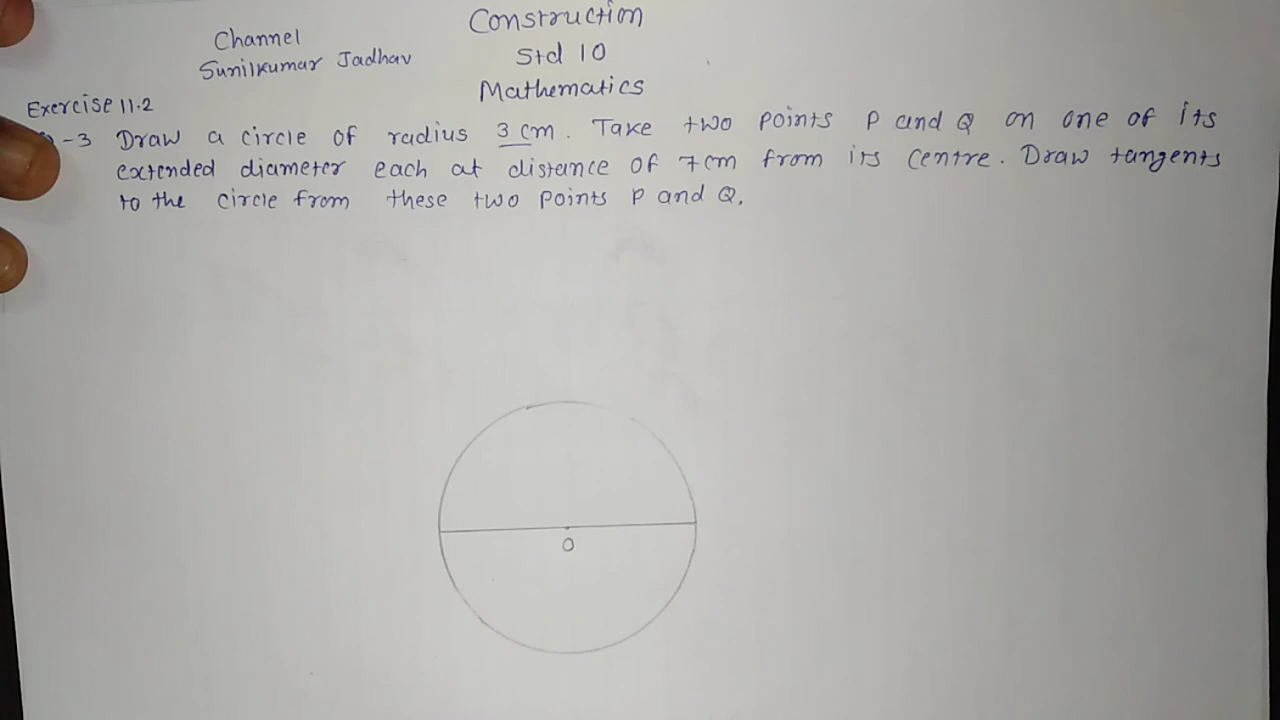 Construction
Channel
Std 10
Sunilkumar Jadhav
Mathematics
Exercise 11.2
-3 Draw a circle of radius 3 cm. Take two points P and Q on one of its
extended diameter each at distance of 7cm from its centre. Draw tangents
to the circle from these two points P and Q.
O